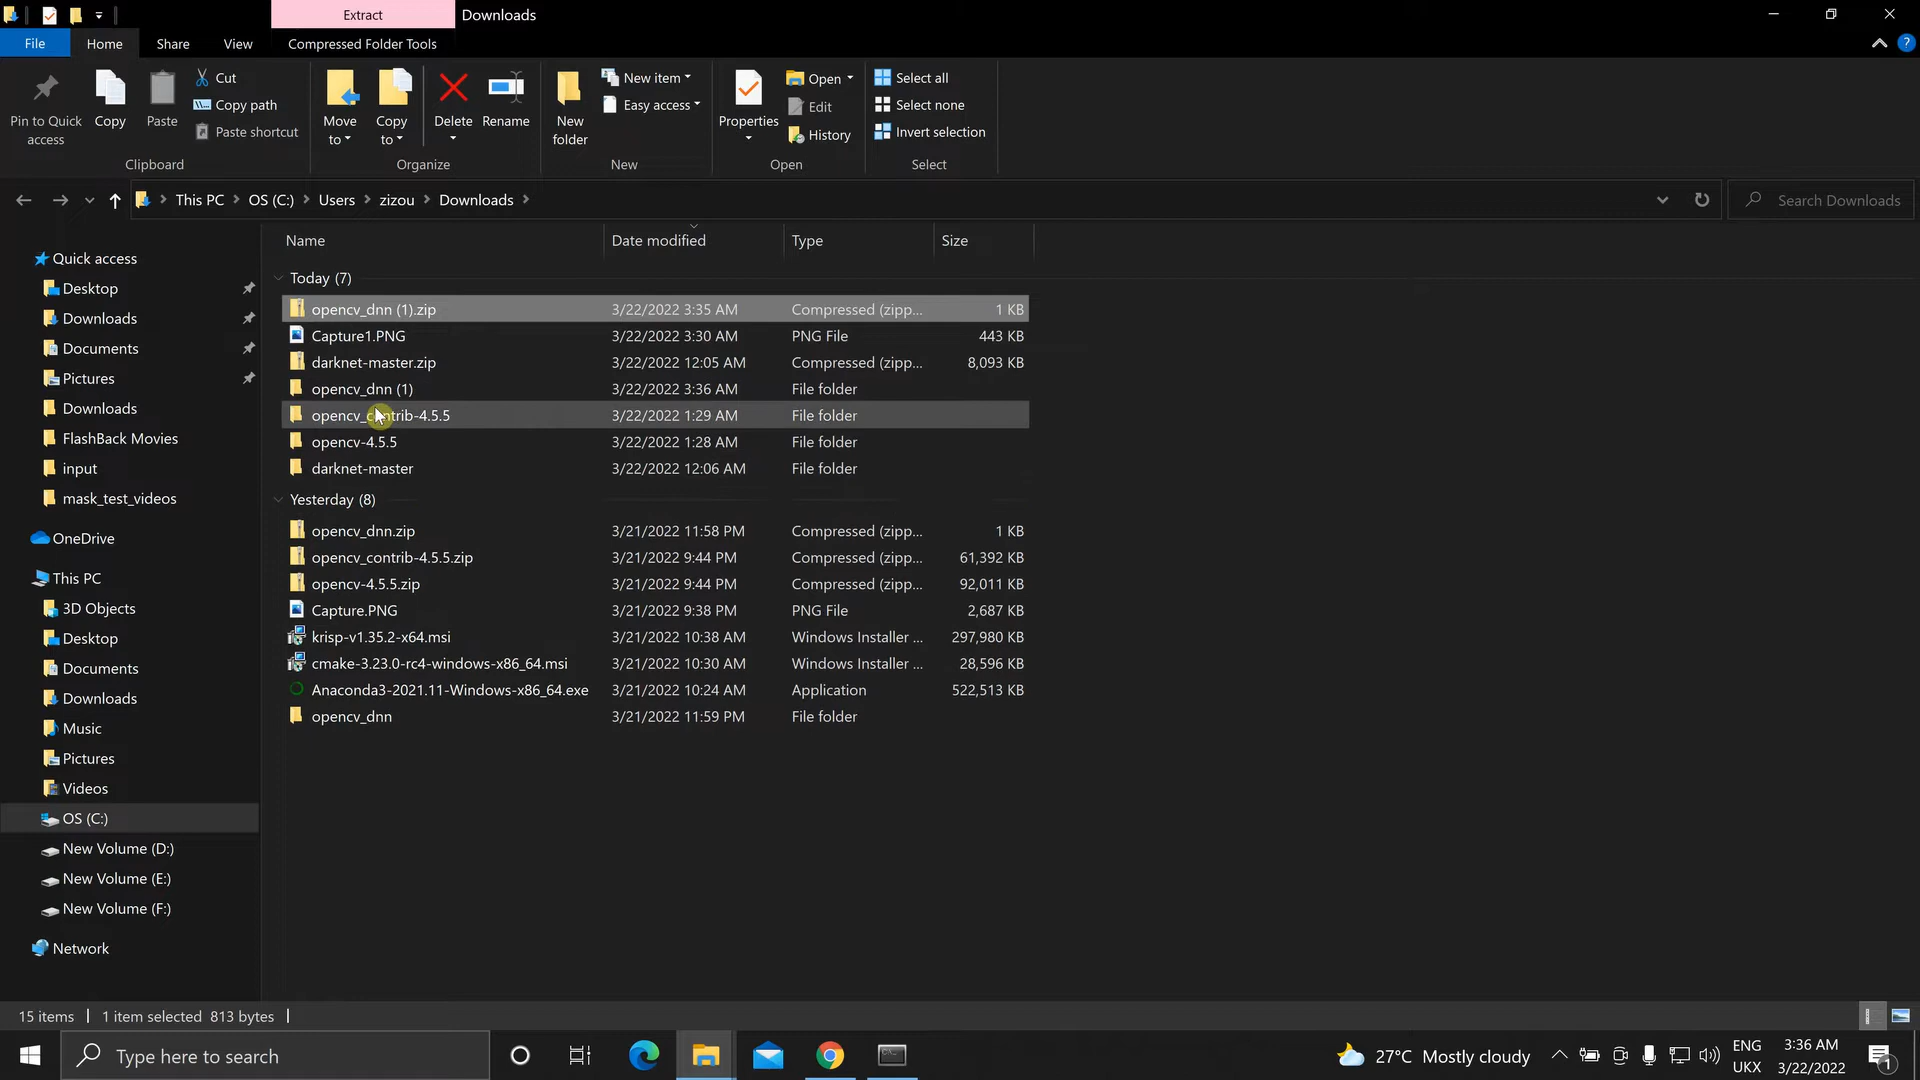 Extract
Downloads
File
Home
Share
View
Compressed Folder Tools
Pin to Quick
access
Copy
Paste
Cut
Copy path
Paste shortcut
Clipboard
Move
to
Copy
to
Delete
Rename
Organize
New
folder
New item
Easy access
New
Properties
Open
Edit
History
Open
Select all
Select none
Invert selection
Select
This PC
OS (C:)
Users
zizou
Downloads
Search Downloads
Name
Date modified
Type
Size
Today (7)
opencv_dnn (1).zip 3/22/2022 3:35 AM Compressed (zipp... 1 KB
Capture1.PNG 3/22/2022 3:30 AM PNG File 443 KB
darknet-master.zip 3/22/2022 12:05 AM Compressed (zipp... 8,093 KB
opencv_dnn (1) 3/22/2022 3:36 AM File folder
opencv_contrib-4.5.5 3/22/2022 1:29 AM File folder
opencv-4.5.5 3/22/2022 1:28 AM File folder
darknet-master 3/22/2022 12:06 AM File folder
Yesterday (8)
opencv_dnn.zip 3/21/2022 11:58 PM Compressed (zipp... 1 KB
opencv_contrib-4.5.5.zip 3/21/2022 9:44 PM Compressed (zipp... 61,392 KB
opencv-4.5.5.zip 3/21/2022 9:44 PM Compressed (zipp... 92,011 KB
Capture.PNG 3/21/2022 9:38 PM PNG File 2,687 KB
krisp-v1.35.2-x64.msi 3/21/2022 10:38 AM Windows Installer ... 297,980 KB
cmake-3.23.0-rc4-windows-x86_64.msi 3/21/2022 10:30 AM Windows Installer ... 28,596 KB
Anaconda3-2021.11-Windows-x86_64.exe 3/21/2022 10:24 AM Application 522,513 KB
opencv_dnn 3/21/2022 11:59 PM File folder
Quick access
Desktop
Downloads
Documents
Pictures
Downloads
FlashBack Movies
input
mask_test_videos
OneDrive
This PC
3D Objects
Desktop
Documents
Downloads
Music
Pictures
Videos
OS (C:)
New Volume (D:)
New Volume (E:)
New Volume (F:)
Network
15 items
1 item selected 813 bytes
Type here to search
27°C Mostly cloudy
ENG
UKX
3:36 AM
3/22/2022
1